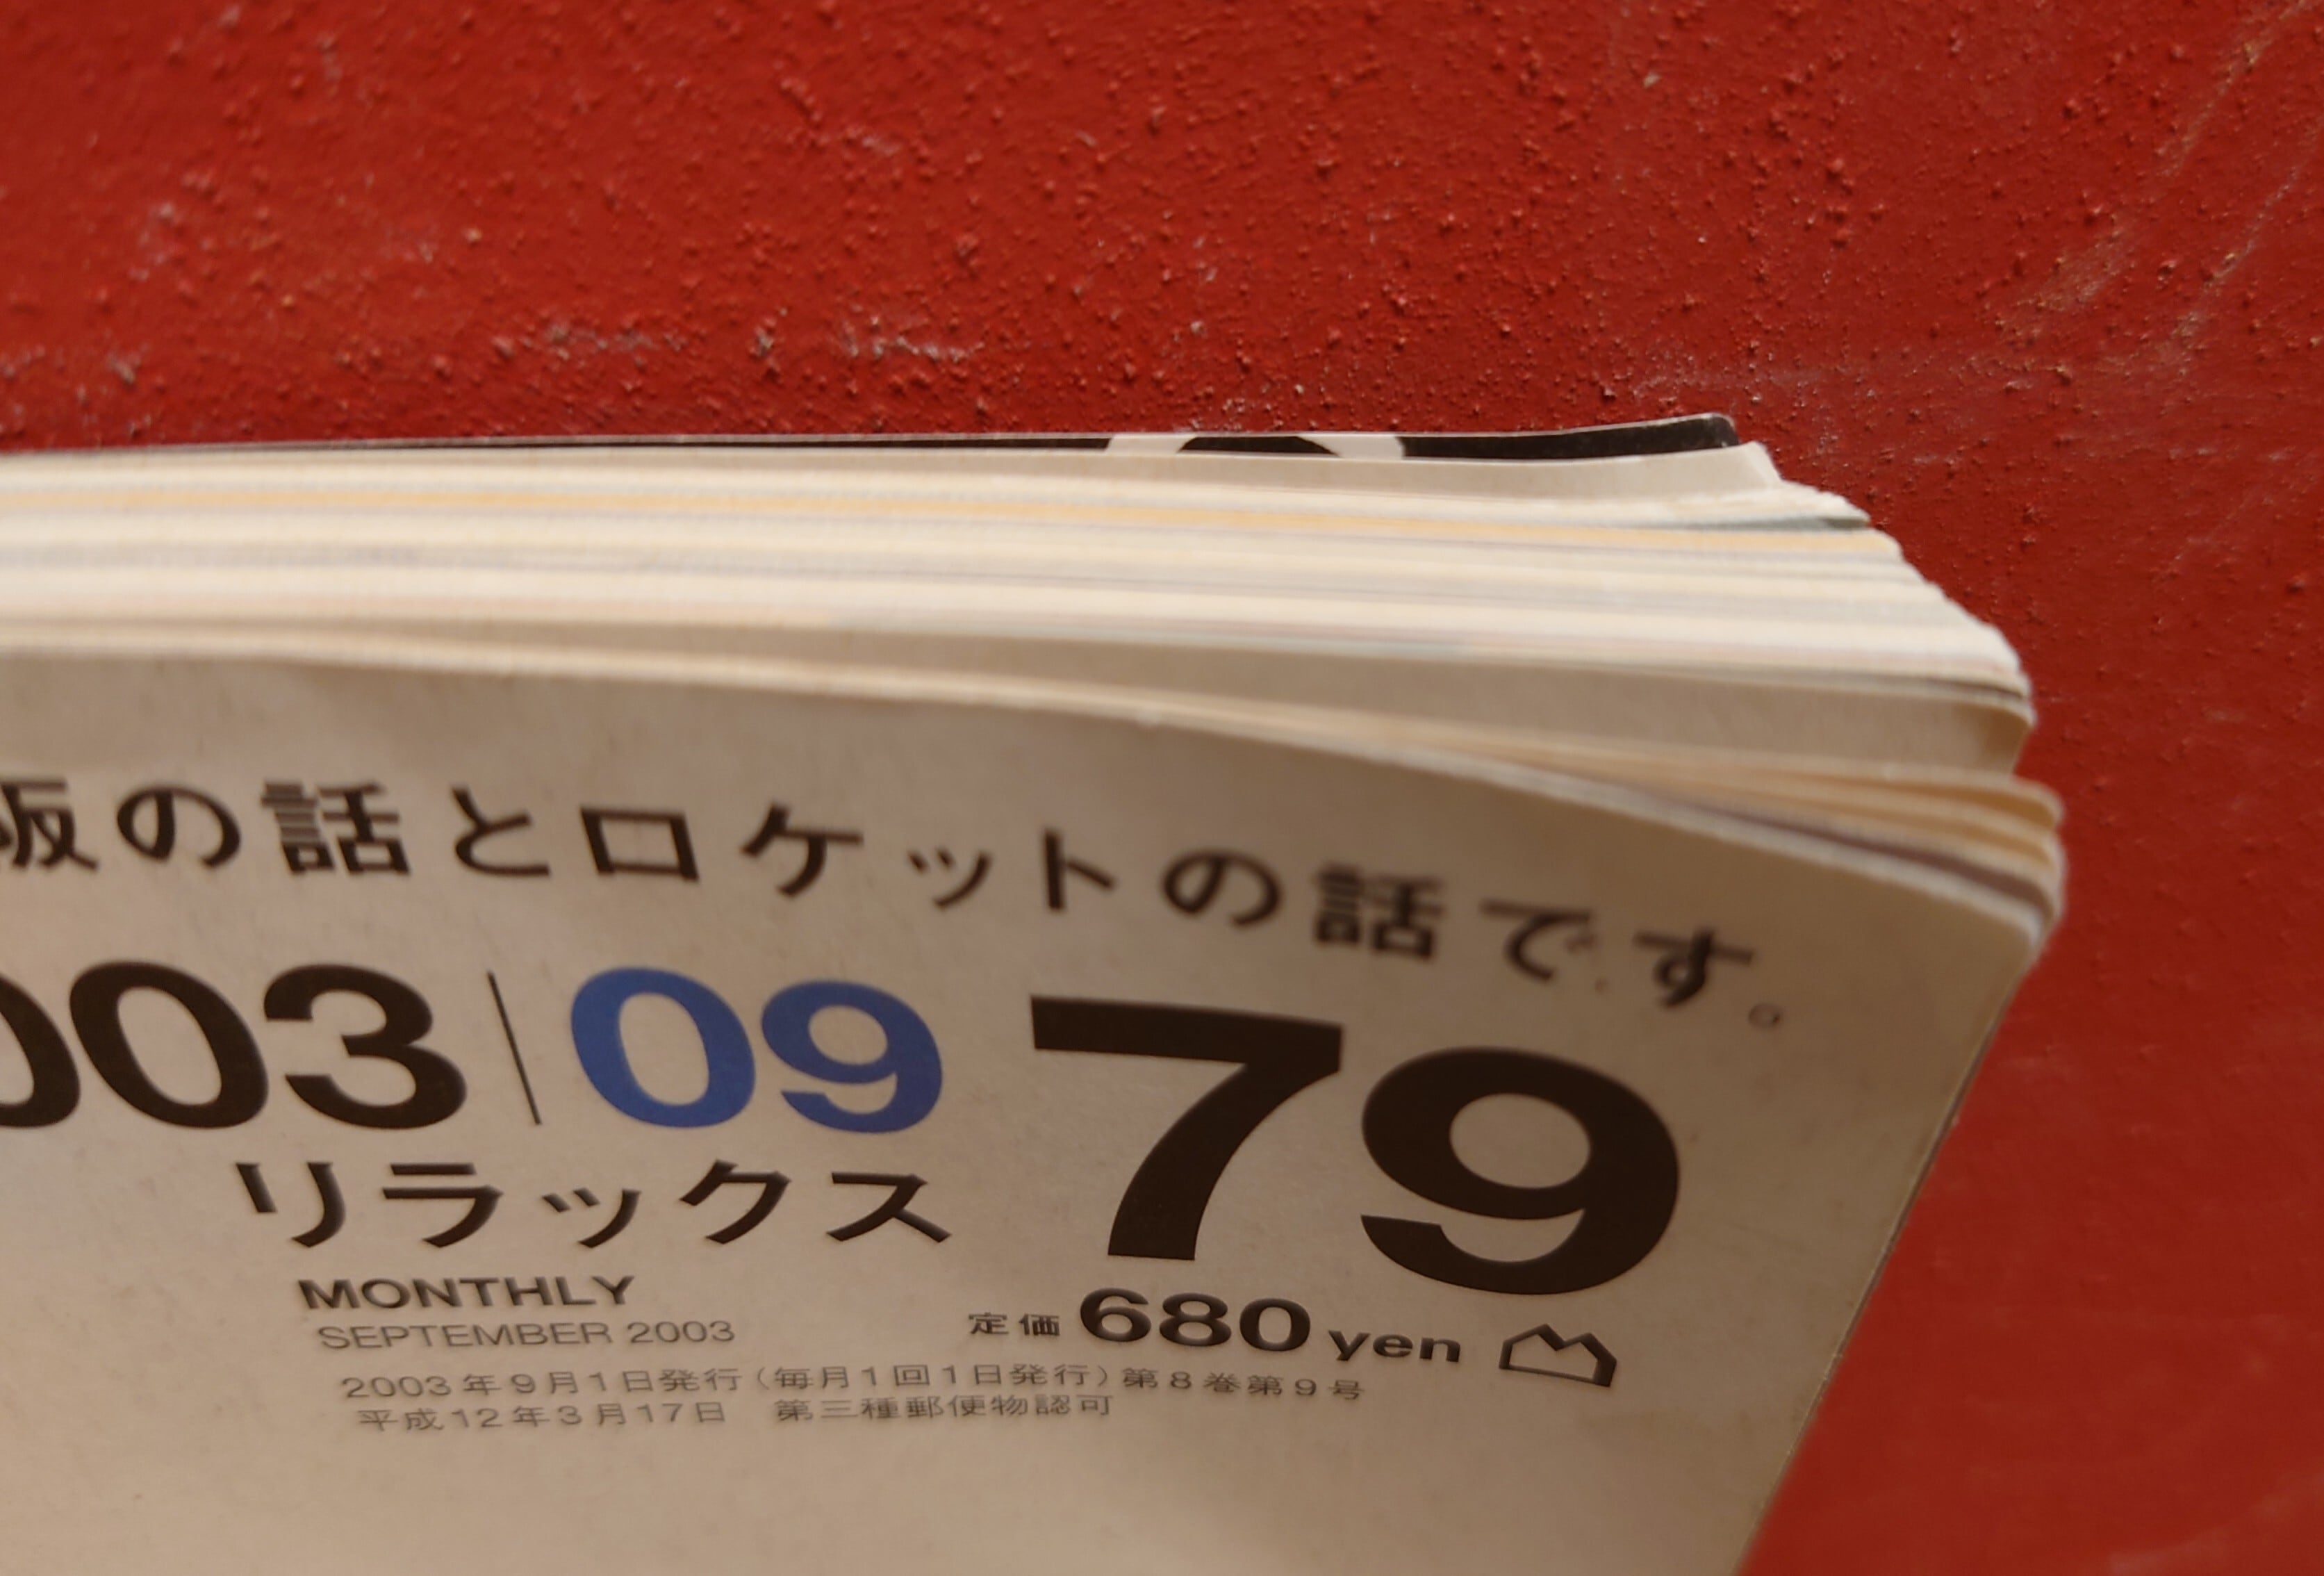 阪の話とロケットの話です。
003|09 79
リラックス
MONTHLY
SEPTEMBER 2003
定価 680 yen
2003年9月1日発行(毎月1回1日発行)第8巻第9号
平成12年3月17日 第三種郵便物認可